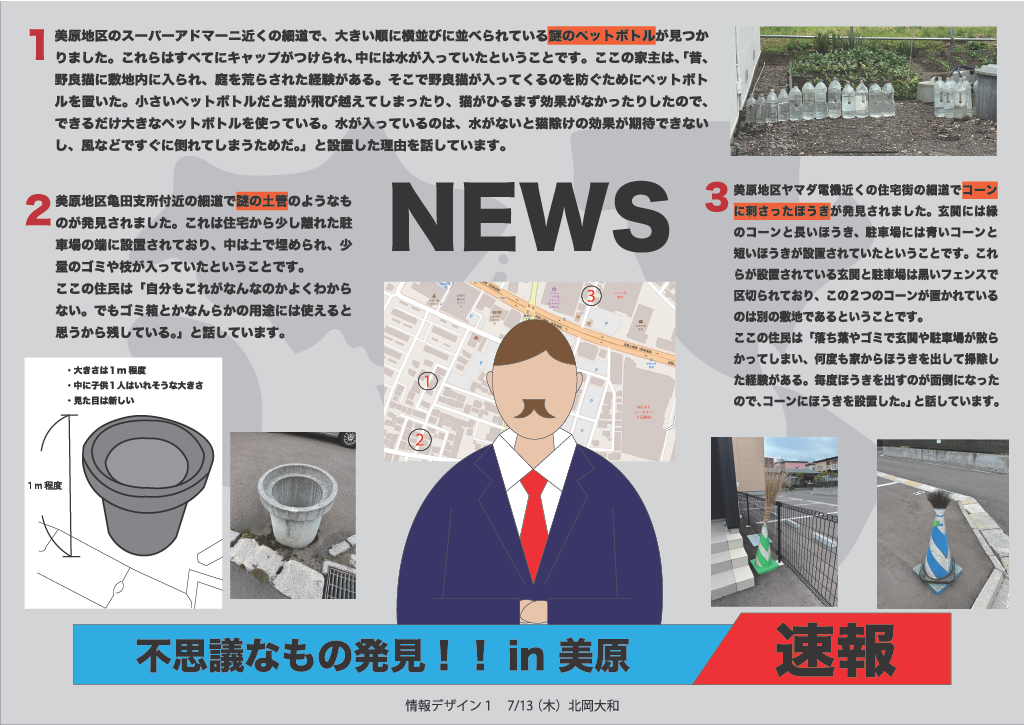 1
美原地区のスーパーアドマーニ近くの細道で、大きい順に横並びに並べられている謎のペットボトルが見つか
りました。これらはすべてにキャップがつけられ、中には水が入っていたということです。ここの家主は、「昔、
野良猫に敷地内に入られ、庭を荒らされた経験がある。そこで野良猫が入ってくるのを防ぐためにペットボト
ルを置いた。小さいペットボトルだと猫が飛び越えてしまったり、猫がひるまず効果がなかったりしたので、
できるだけ大きなペットボトルを使っている。水が入っているのは、水がないと猫除けの効果が期待できない
し、風などですぐに倒れてしまうためだ。」と設置した理由を話しています。
2
美原地区亀田支所付近の細道で謎の土管のようなも
のが発見されました。これは住宅から少し離れた駐
車場の端に設置されており、中は土で埋められ、少
量のゴミや枝が入っていたということです。
ここの住民は「自分もこれがなんなのかよくわから
ない。でもゴミ箱とかなんらかの用途には使えると
思うから残している。」と話しています。
・大きさは1m程度
・中に子供1人はいれそうな大きさ
・見た目は新しい
1m程度
NEWS
3
1
2
3
美原地区ヤマダ電機近くの住宅街の細道でコーン
に刺さったほうきが発見されました。玄関には緑
のコーンと長いほうき、駐車場には青いコーンと
短いほうきが設置されていたということです。これ
らが設置されている玄関と駐車場は黒いフェンスで
区切られており、この2つのコーンが置かれている
のは別の敷地であるということです。
ここの住民は「落ち葉やゴミで玄関や駐車場が散ら
かってしまい、何度も家からほうきを出して掃除し
た経験がある。毎度ほうきを出すのが面倒になった
ので、コーンにほうきを設置した。」と話しています。
不思議なもの発見！！ in 美原
速報
情報デザイン1　7/13（木）北岡大和